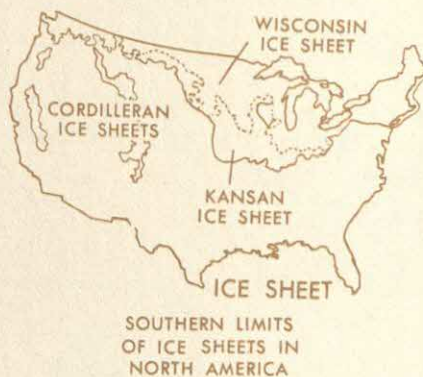 WISCONSIN
ICE SHEET
CORDILLERAN
ICE SHEETS
KANSAN
ICE SHEET
ICE SHEET
SOUTHERN LIMITS
OF ICE SHEETS IN
NORTH AMERICA